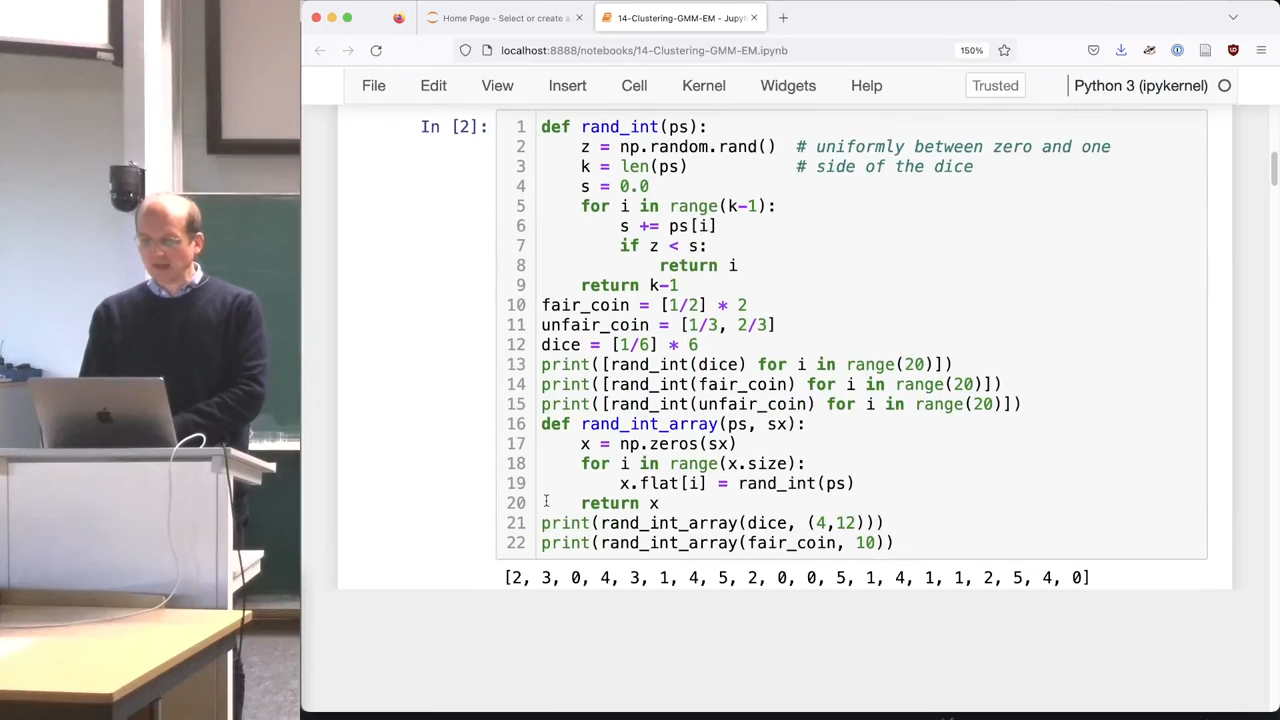 Home Page - Select or create a
14-Clustering-GMM-EM - Jupyt
localhost:8888/notebooks/14-Clustering-GMM-EM.ipynb
150%
File Edit View Insert Cell Kernel Widgets Help Trusted Python 3 (ipykernel)
In [2]:
1 def rand_int(ps):
2     z = np.random.rand()  # uniformly between zero and one
3     k = len(ps)           # side of the dice
4     s = 0.0
5     for i in range(k-1):
6         s += ps[i]
7         if z < s:
8             return i
9     return k-1
10 fair_coin = [1/2] * 2
11 unfair_coin = [1/3, 2/3]
12 dice = [1/6] * 6
13 print([rand_int(dice) for i in range(20)])
14 print([rand_int(fair_coin) for i in range(20)])
15 print([rand_int(unfair_coin) for i in range(20)])
16 def rand_int_array(ps, sx):
17     x = np.zeros(sx)
18     for i in range(x.size):
19         x.flat[i] = rand_int(ps)
20     return x
21 print(rand_int_array(dice, (4,12)))
22 print(rand_int_array(fair_coin, 10))
[2, 3, 0, 4, 3, 1, 4, 5, 2, 0, 0, 5, 1, 4, 1, 1, 2, 5, 4, 0]